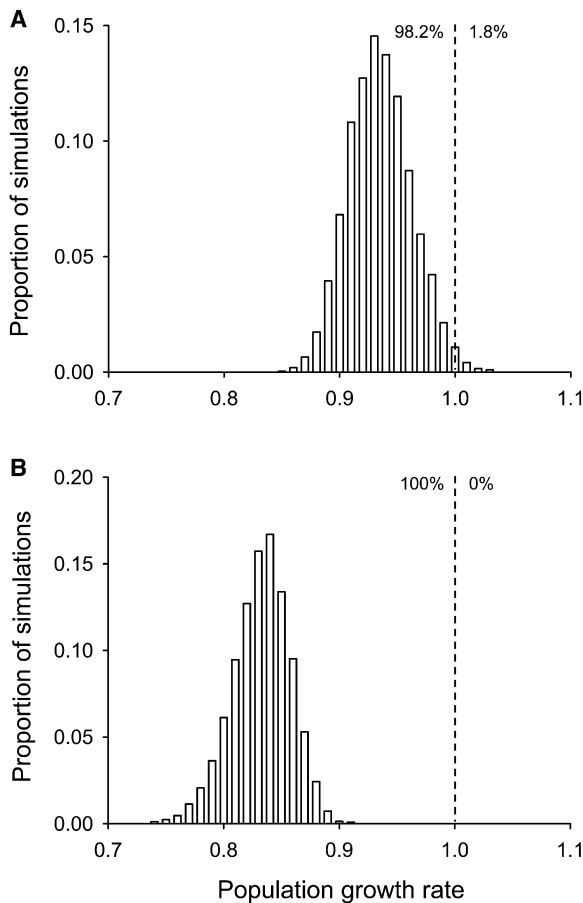 A
0.15
98.2% 1.8%
0.10
0.05
0.00
Proportion of simulations
0.7 0.8 0.9 1.0 1.1
B
0.20
100% 0%
0.15
0.10
0.05
0.00
Proportion of simulations
0.7 0.8 0.9 1.0 1.1
Population growth rate